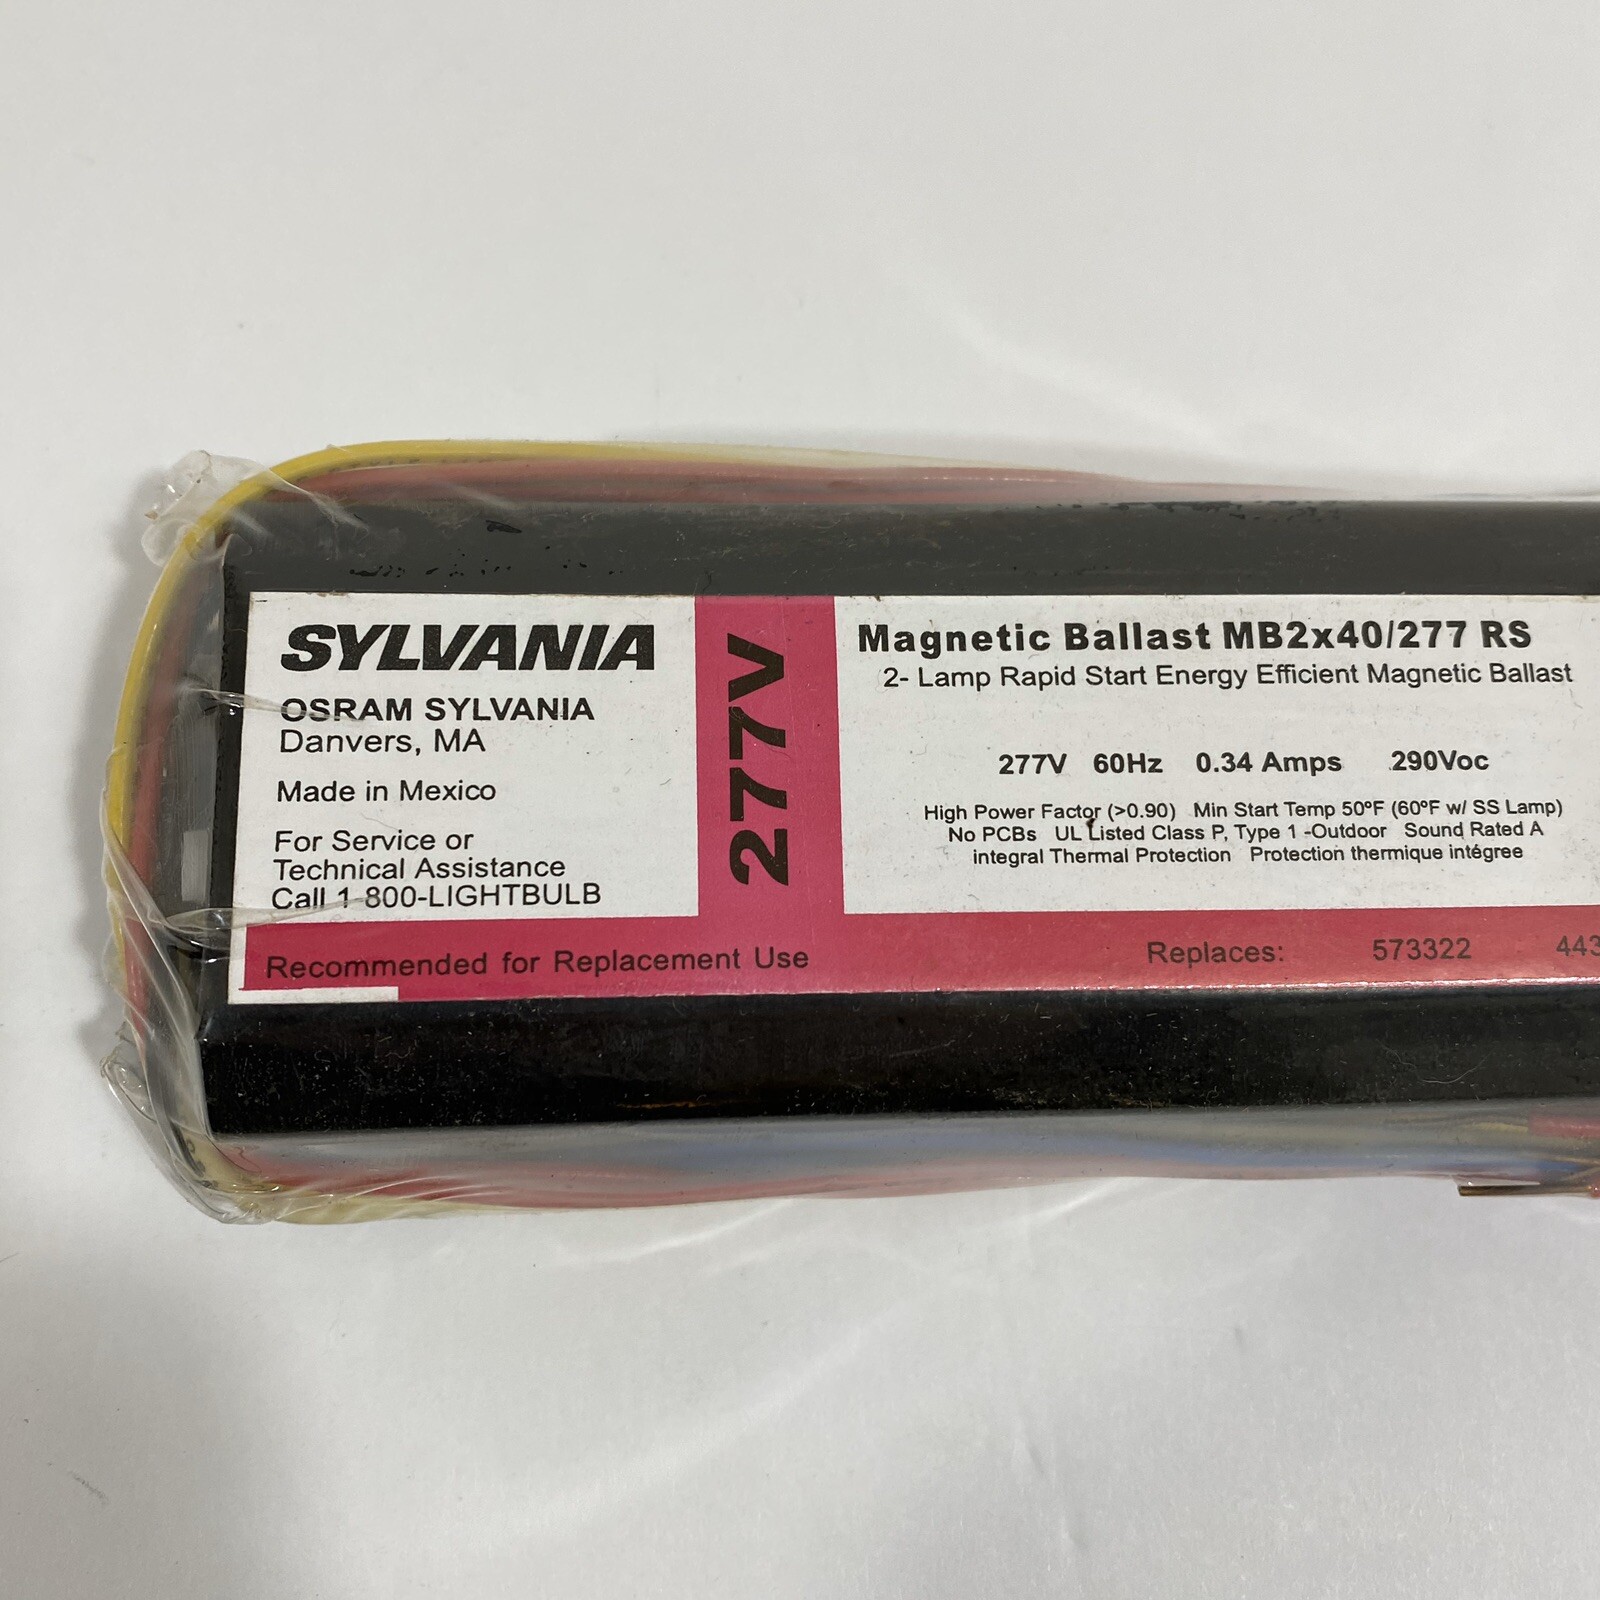 SYLVANIA
OSRAM SYLVANIA
Danvers, MA
Made in Mexico
For Service or
Technical Assistance
Call 1-800-LIGHTBULB
277V
Magnetic Ballast MB2x40/277 RS
2- Lamp Rapid Start Energy Efficient Magnetic Ballast
277V 60Hz 0.34 Amps 290Voc
High Power Factor (>0.90) Min Start Temp 50ºF (60ºF w/ SS Lamp)
No PCBs UL Listed Class P, Type 1 -Outdoor Sound Rated A
integral Thermal Protection Protection thermique intégree
Recommended for Replacement Use
Replaces: 573322 443